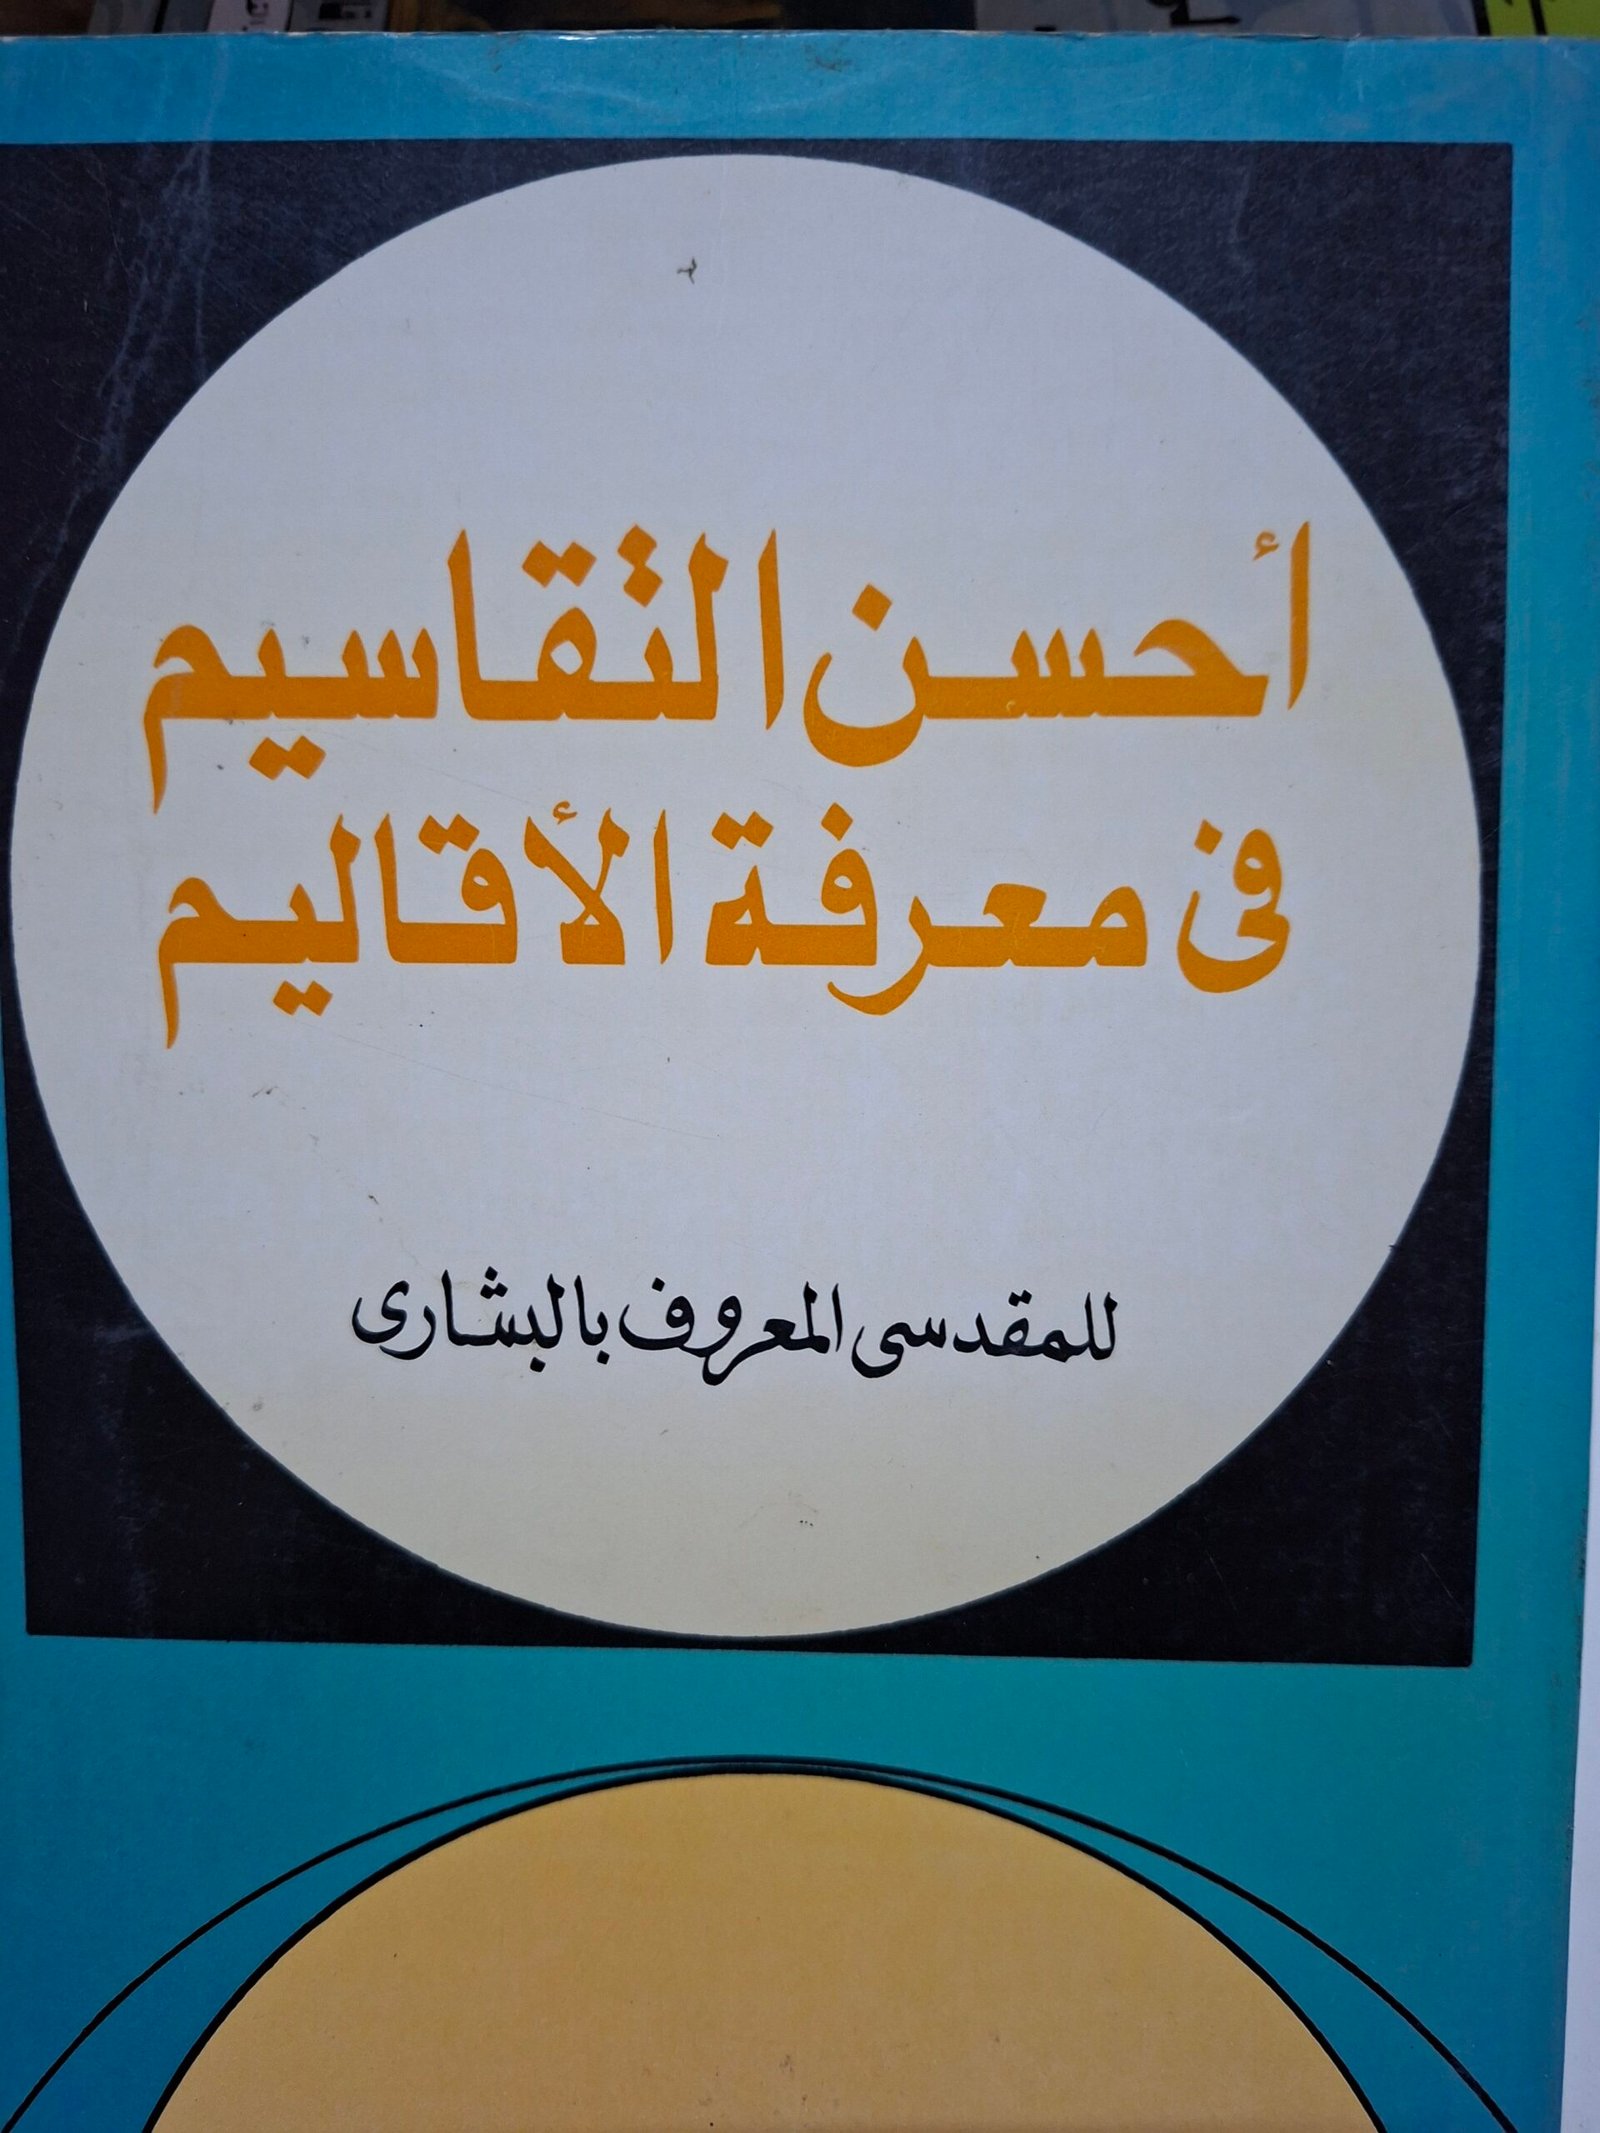 أحسن التقاسيم
فى معرفة الأقاليم
للمقدسى المعروف بالبشارى